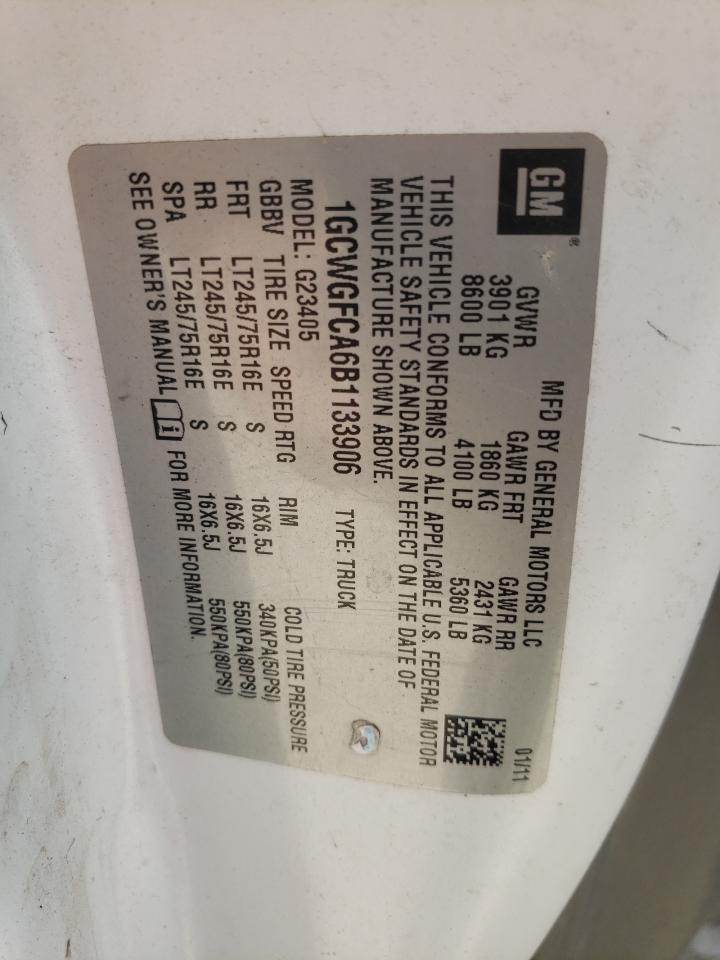 GM®
MFD BY GENERAL MOTORS LLC 01/11
GVWR GAWR FRT GAWR RR
3901 KG 1860 KG 2431 KG
8600 LB 4100 LB 5360 LB
THIS VEHICLE CONFORMS TO ALL APPLICABLE U.S. FEDERAL MOTOR
VEHICLE SAFETY STANDARDS IN EFFECT ON THE DATE OF
MANUFACTURE SHOWN ABOVE.
1GCWGFCA6B1133906 TYPE: TRUCK
MODEL: G23405
GBBV TIRE SIZE SPEED RTG RIM COLD TIRE PRESSURE
FRT LT245/75R16E S 16X6.5J 340KPA(50PSI)
RR LT245/75R16E S 16X6.5J 550KPA(80PSI)
SPA LT245/75R16E S 16X6.5J 550KPA(80PSI)
SEE OWNER'S MANUAL i FOR MORE INFORMATION.